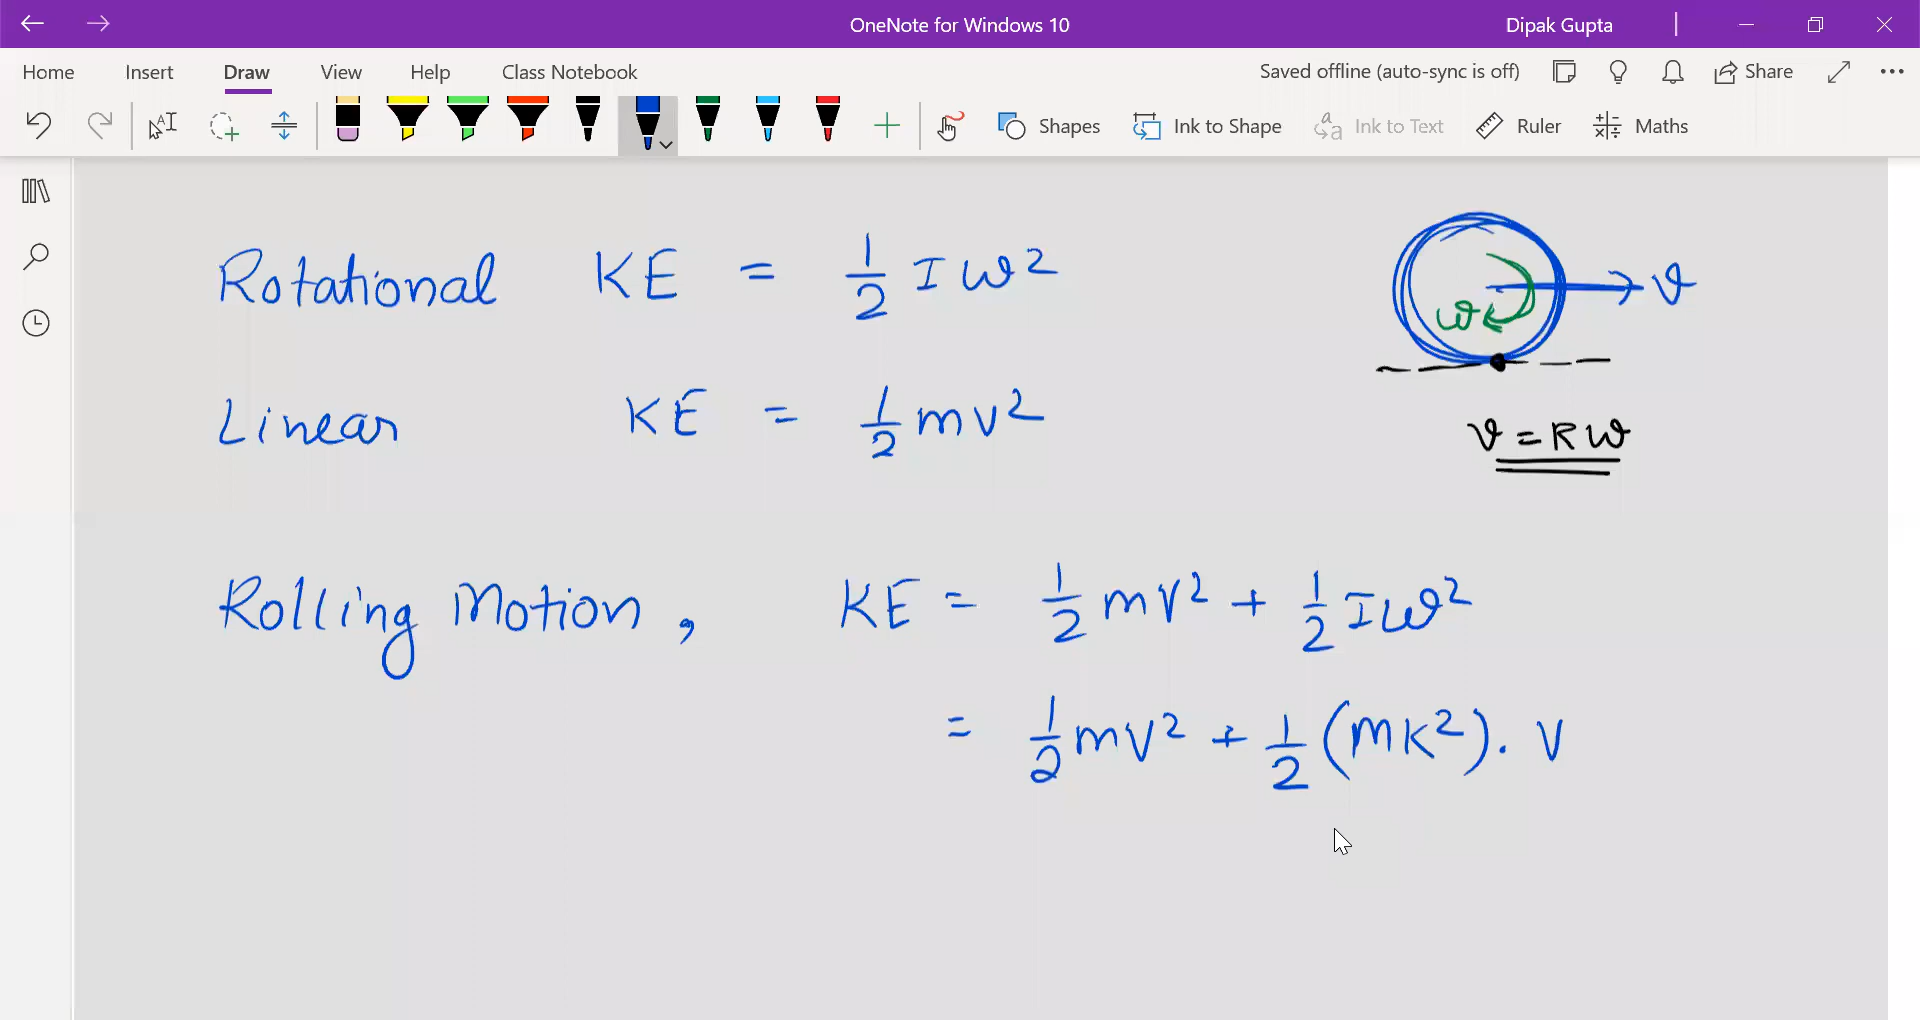 OneNote for Windows 10
Dipak Gupta
Home Insert Draw View Help Class Notebook
Saved offline (auto-sync is off) Share
Shapes Ink to Shape Ink to Text Ruler Maths
Rotational KE = 1/2 I ω²
ω
v
Linear KE = 1/2 mv²
v = Rω
Rolling Motion, KE = 1/2 mv² + 1/2 Iω²
= 1/2 mv² + 1/2 (mK²). v